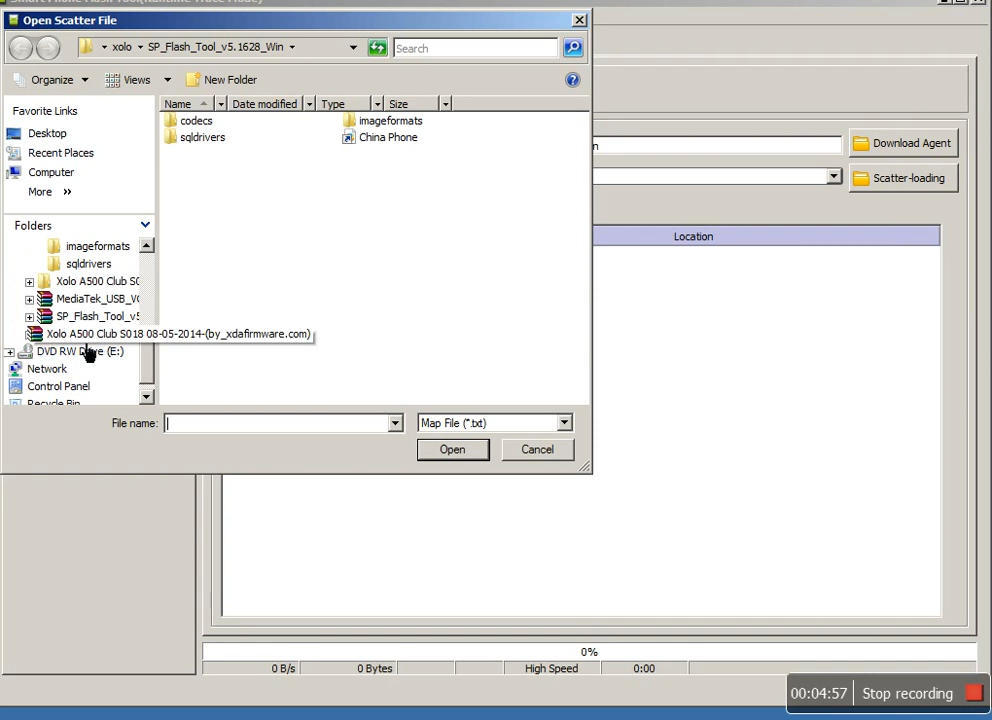 Open Scatter File
xolo SP_Flash_Tool_v5.1628_Win
Search
Organize Views New Folder
Favorite Links
Desktop
Recent Places
Computer
More »
Folders
imageformats
sqldrivers
Xolo A500 Club S0
MediaTek_USB_V
SP_Flash_Tool_v5
Xolo A500 Club S018 08-05-2014-(by_xdafirmware.com)
DVD RW Drive (E:)
Network
Control Panel
Recycle Bin
Name Date modified Type Size
codecs
sqldrivers
imageformats
China Phone
File name:
Map File (*.txt)
Open Cancel
n
Download Agent
Scatter-loading
Location
0%
0 B/s 0 Bytes High Speed 0:00
00:04:57 Stop recording